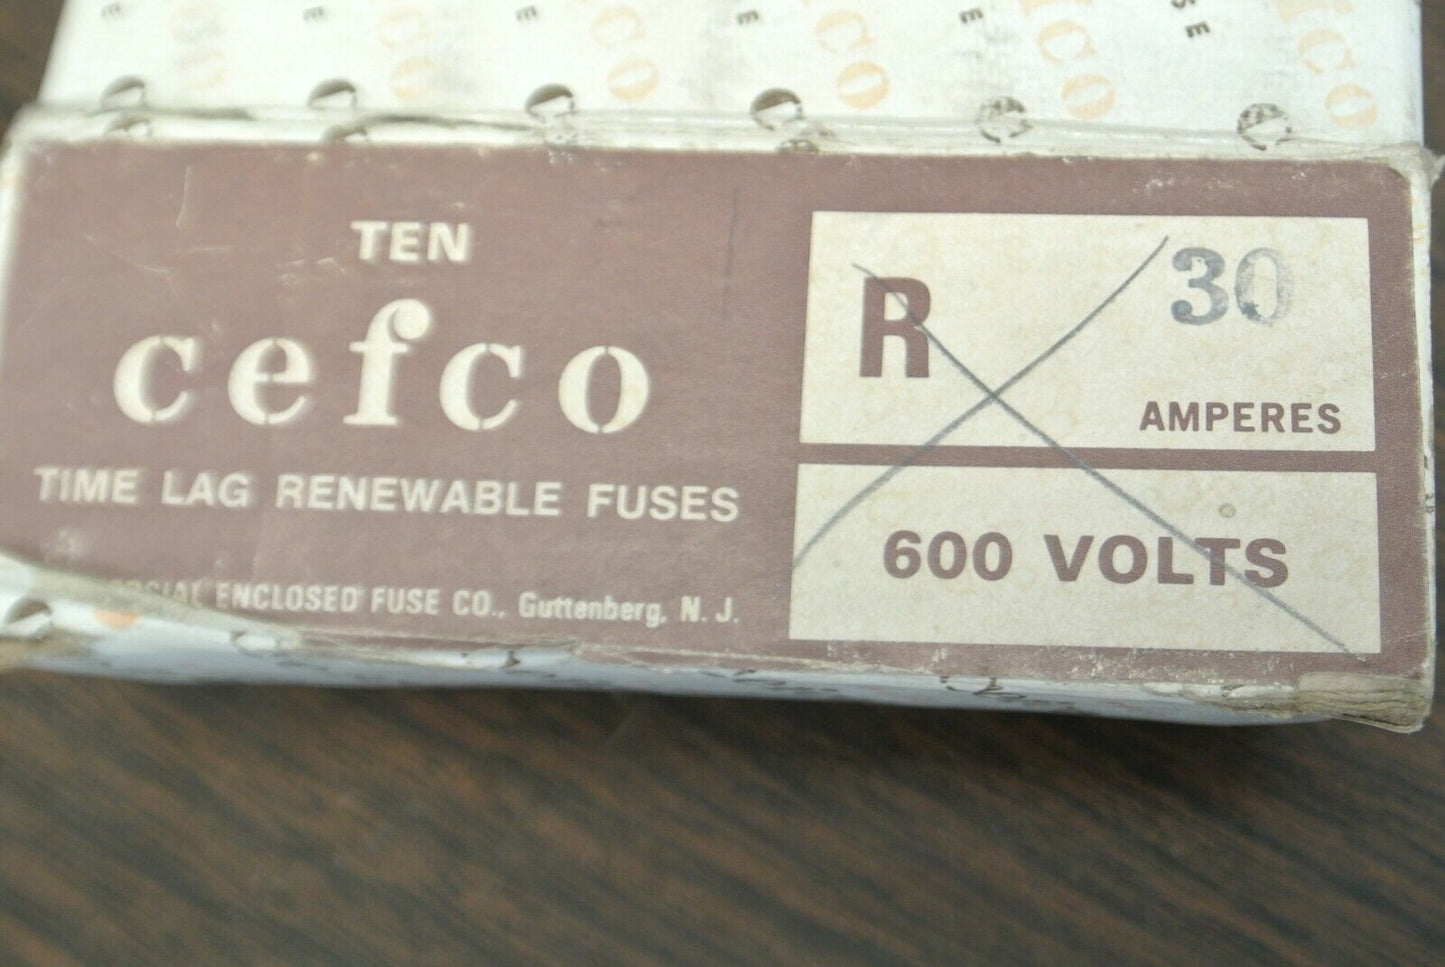 TEN
cefco
TIME LAG RENEWABLE FUSES
ENCLOSED FUSE CO., Guttenberg, N. J.
R 30
AMPERES
600 VOLTS